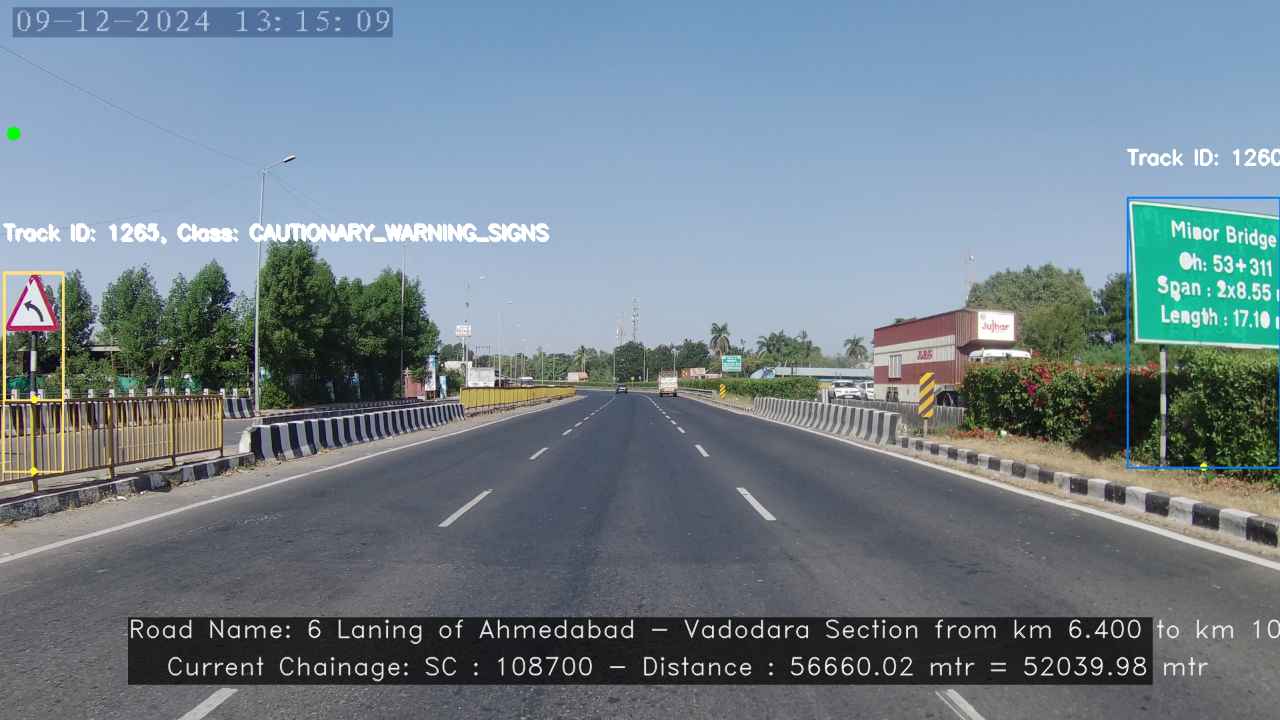 09-12-2024 13:15:09
Track ID: 1260
Track ID: 1265, Class: CAUTIONARY_WARNING_SIGNS
Minor Bridge
Ch: 53+311
Span : 2x8.55
Length : 17.10
Jujhar
Road Name: 6 Laning of Ahmedabad - Vadodara Section from km 6.400 to km 10
Current Chainage: SC : 108700 - Distance : 56660.02 mtr = 52039.98 mtr